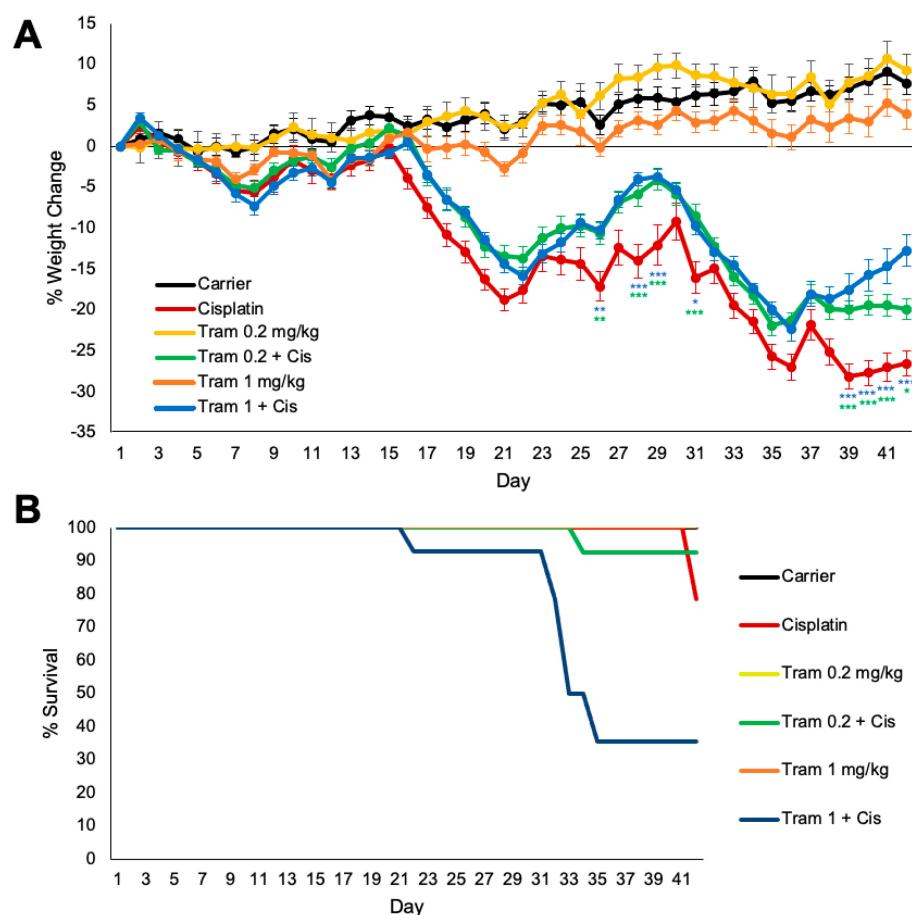 A
15
10
5
0
-5
-10
-15
-20
-25
-30
-35
% Weight Change
Carrier
Cisplatin
Tram 0.2 mg/kg
Tram 0.2 + Cis
Tram 1 mg/kg
Tram 1 + Cis
**
**
***
***
***
***
*
***
***
***
***
***
***
***
***
*
1 3 5 7 9 11 13 15 17 19 21 23 25 27 29 31 33 35 37 39 41
Day
B
100
90
80
70
60
50
40
30
20
10
0
% Survival
1 3 5 7 9 11 13 15 17 19 21 23 25 27 29 31 33 35 37 39 41
Day
Carrier
Cisplatin
Tram 0.2 mg/kg
Tram 0.2 + Cis
Tram 1 mg/kg
Tram 1 + Cis